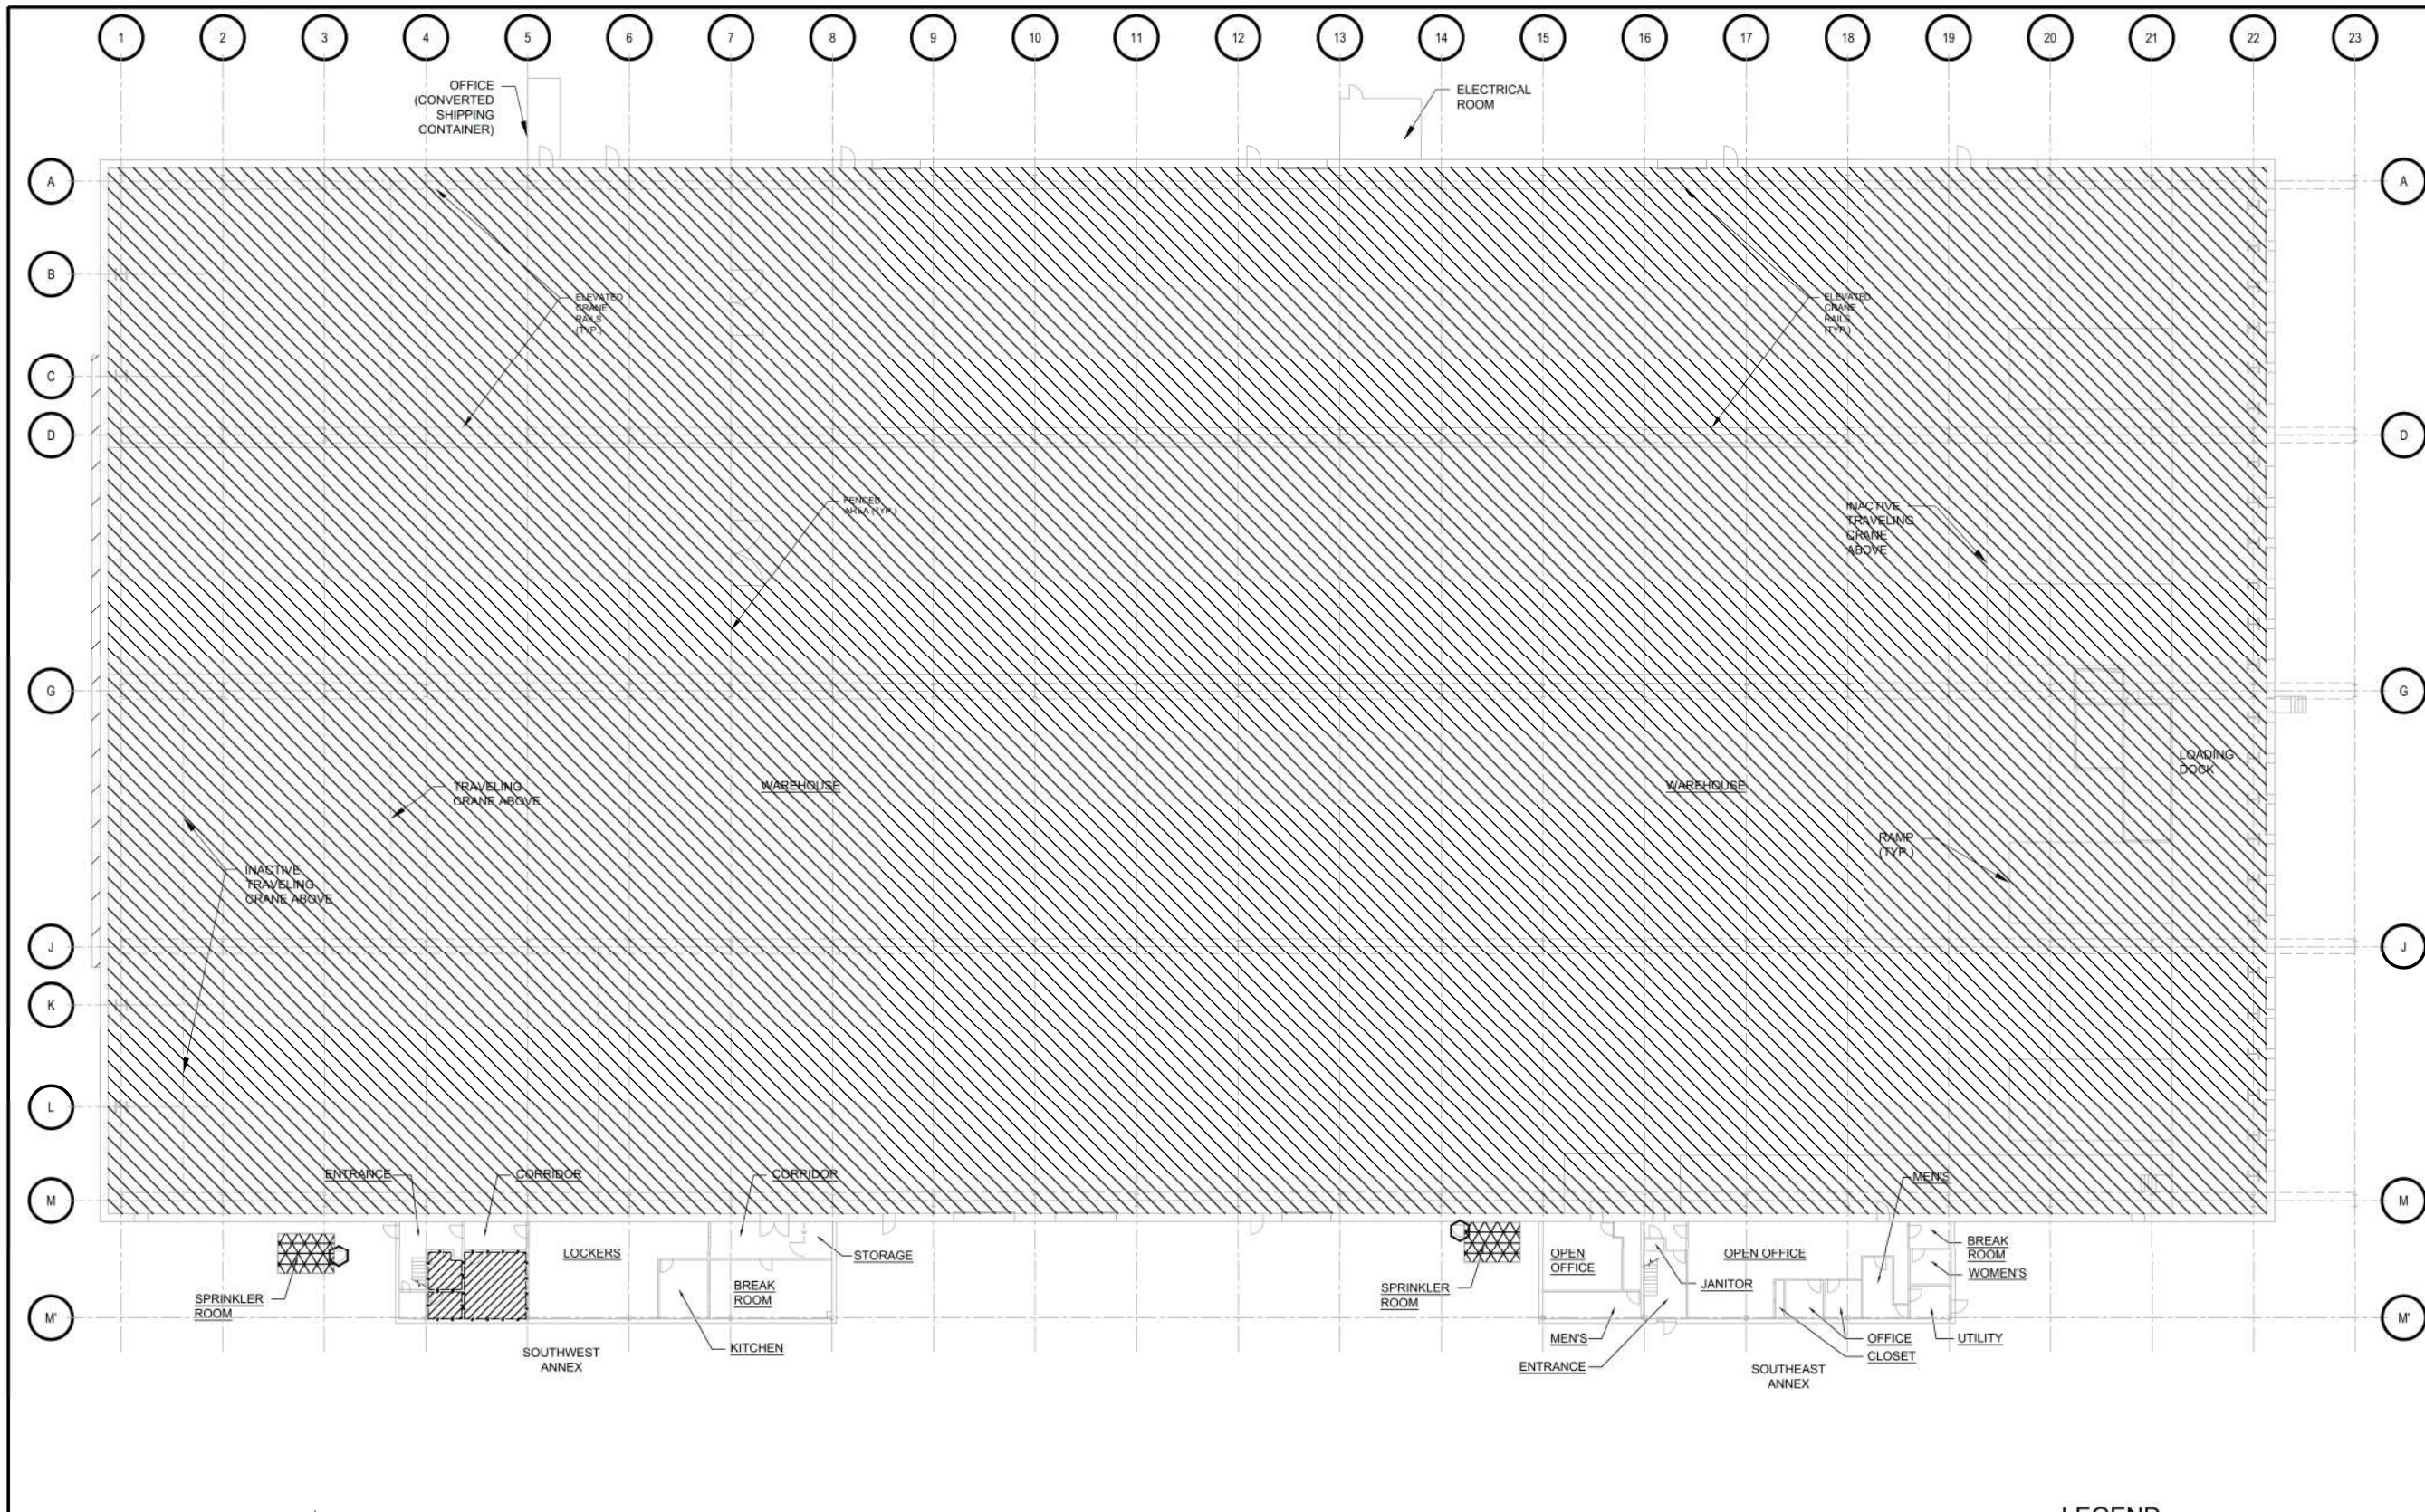 1 2 3 4 5 6 7 8 9 10 11 12 13 14 15 16 17 18 19 20 21 22 23
OFFICE
(CONVERTED
SHIPPING
CONTAINER)
ELECTRICAL
ROOM
A A
B
ELEVATED
CRANE
RAILS
(TYP.)
ELEVATED
CRANE
RAILS
(TYP.)
C
D D
FENCED
AREA (TYP.)
INACTIVE
TRAVELING
CRANE
ABOVE
G G
LOADING
DOCK
TRAVELING
CRANE ABOVE
WAREHOUSE
WAREHOUSE
RAMP
(TYP.)
INACTIVE
TRAVELING
CRANE ABOVE
J J
K
L
ENTRANCE
CORRIDOR
CORRIDOR
MEN'S
M M
LOCKERS
STORAGE
OPEN
OFFICE
OPEN OFFICE
BREAK
ROOM
WOMEN'S
SPRINKLER
ROOM
BREAK
ROOM
SPRINKLER
ROOM
JANITOR
M' M'
KITCHEN
MEN'S
OFFICE
UTILITY
SOUTHWEST
ANNEX
ENTRANCE
CLOSET
SOUTHEAST
ANNEX
LEGEND